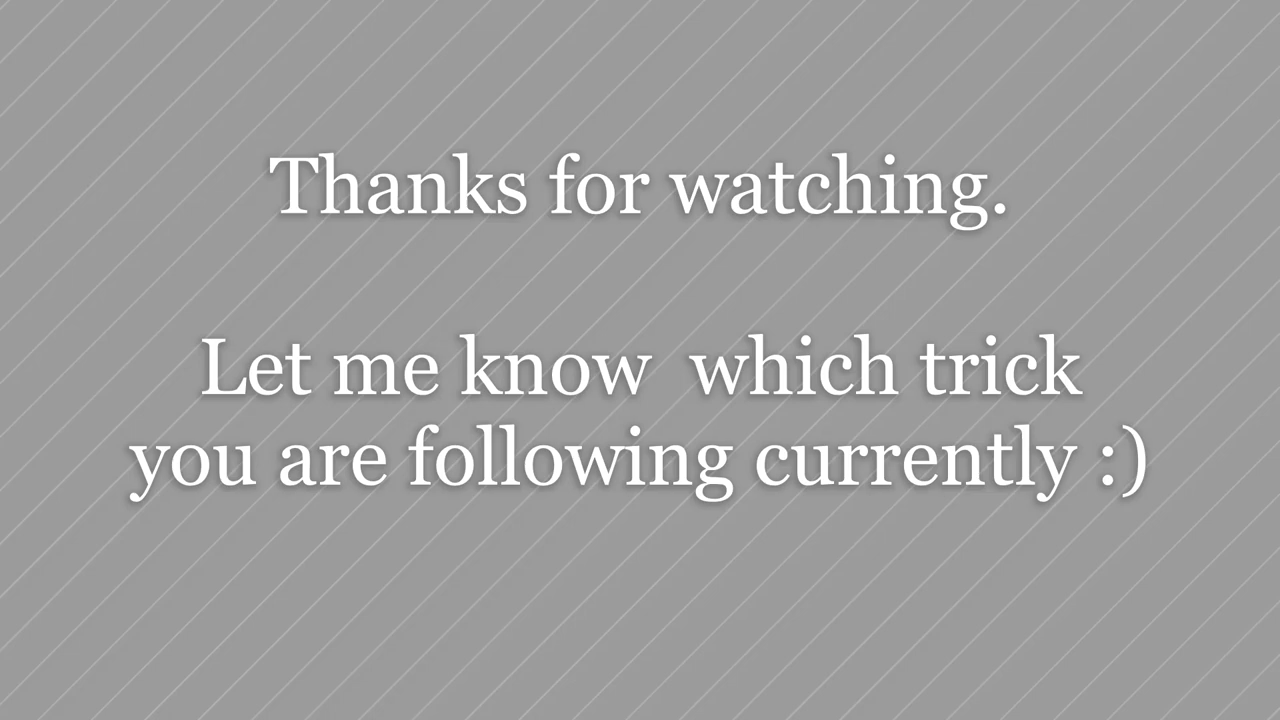 Thanks for watching.
Let me know  which trick
you are following currently :)